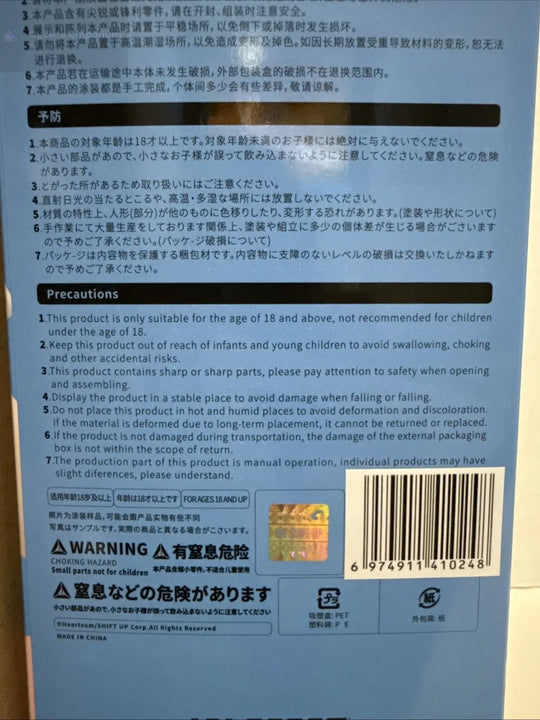 3.本产品含有尖锐或锋利零件，请在开封、组装时注意安全。
4.展示和陈列本产品时请置于平稳场所，以免倒下或掉落时发生损坏。
5.请勿将本产品置于高温潮湿场所，以免造成变形及掉色。如因长期放置受重导致材料的变形，恕无法
进行退换。
6.本产品若在运输途中本体未发生破损，外部包装盒的破损不在退换范围内。
7.本产品的涂装都是手工完成，个体间多少会有些差异，敬请谅解。
予防
1.本商品の対象年齢は18才以上です。対象年齢未満のお子様には絶対に与えないでください。
2.小さい部品があので、小さなお子様が誤って飲み込まないように注意してください。窒息などの危険
があります。
3.とがった所があるため取り扱いにはご注意ください。
4.直射日光の当たるところや、高温・多湿な場所には放置しないでください。
5.材質の特性上、人形(部分)が他のものに色移りしたり、変形する恐れがあります。(塗装や形状について)
6.手作業にて大量生産をしております関係上、塗装や組立に多少の個体差が生じる場合がございます
ので予めご了承ください。(パッケージ破損について)
7.パッケージは内容物を保護する梱包材です。内容物に支障のないレベルの破損は交換いたしかねます
ので予めご了承ください。
Precautions
1.This product is only suitable for the age of 18 and above, not recommended for children
under the age of 18.
2.Keep this product out of reach of infants and young children to avoid swallowing, choking
and other accidental risks.
3.This product contains sharp or sharp parts, please pay attention to safety when opening
and assembling.
4.Display the product in a stable place to avoid damage when falling or falling.
5.Do not place this product in hot and humid places to avoid deformation and discoloration.
If the material is deformed due to long-term placement, it cannot be returned or replaced.
6.If the product is not damaged during transportation, the damage of the external packaging
box is not within the scope of return.
7.The production part of this product is manual operation, individual products may have
slight differences, please understand.
适用年龄18岁及以上 年齢は18才以上です FOR AGES 18 AND UP
照片为涂装样品，可能会跟产品实物有些不同
写真はサンプルです、実際の商品と異なる場合がございます。
WARNING 有窒息危险
CHOKING HAZARD
Small parts not for children 本产品含细小零件，不适合儿童使用
窒息などの危険があります
小さい部品があので、小さなお子様が誤って飲み込まないように注意してください
©Heartsum/SHIFT UP Corp.All Rights Reserved
MADE IN CHINA
6 974911 410248
吸塑盒: PET
塑料袋: P E
紙
外包装: 纸